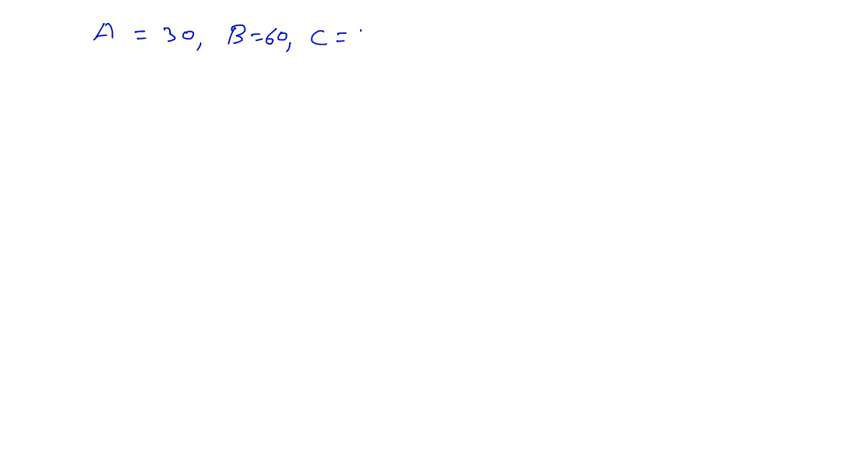 A = 30, B=60, C=